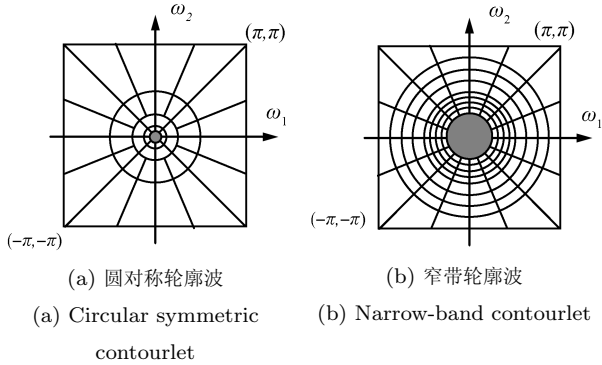 ω₂
(π,π)
ω₁
(−π,−π)
(a) 圆对称轮廓波
(a) Circular symmetric
contourlet
ω₂
(π,π)
ω₁
(−π,−π)
(b) 窄带轮廓波
(b) Narrow-band contourlet